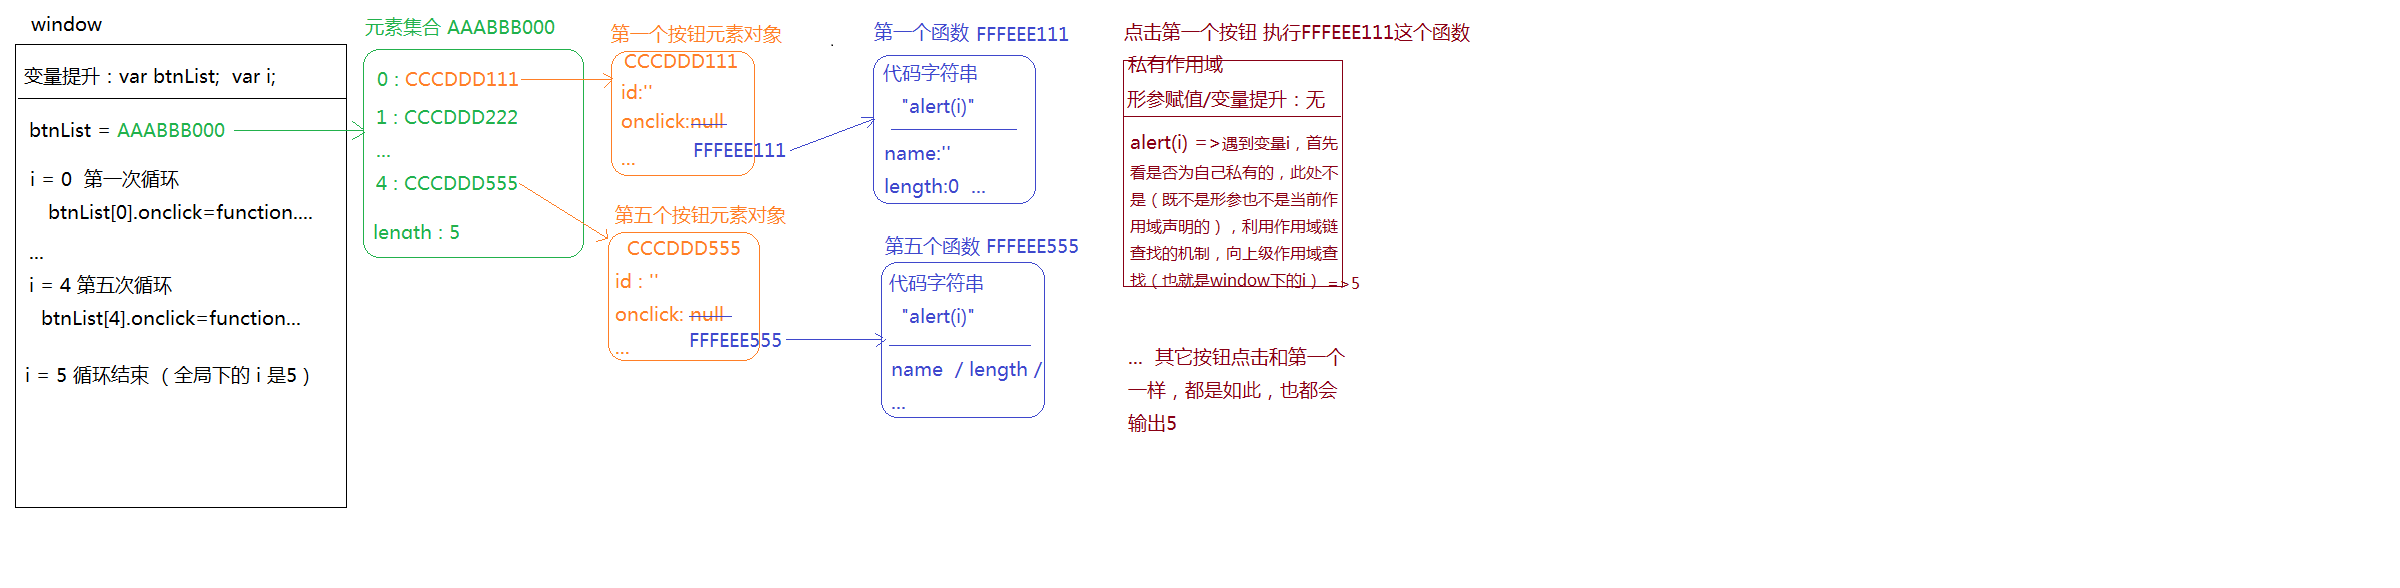 window
变量提升：var btnList;  var i;
btnList = AAABBB000
i = 0  第一次循环
btnList[0].onclick=function....
...
i = 4 第五次循环
btnList[4].onclick=function...
i = 5 循环结束 （全局下的 i 是5）
元素集合 AAABBB000
0 : CCCDDD111
1 : CCCDDD222
...
4 : CCCDDD555
lenath : 5
第一个按钮元素对象
CCCDDD111
id:''
onclick:null
FFFEEE111
...
第五个按钮元素对象
CCCDDD555
id : ''
onclick: null
FFFEEE555
...
第一个函数 FFFEEE111
代码字符串
"alert(i)"
name:''
length:0  ...
第五个函数 FFFEEE555
代码字符串
"alert(i)"
name  / length /
...
点击第一个按钮 执行FFFEEE111这个函数
私有作用域
形参赋值/变量提升：无
alert(i) =>遇到变量i，首先
看是否为自己私有的，此处不
是（既不是形参也不是当前作
用域声明的），利用作用域链
查找的机制，向上级作用域查
找（也就是window下的i） =>5
...  其它按钮点击和第一个
一样，都是如此，也都会
输出5